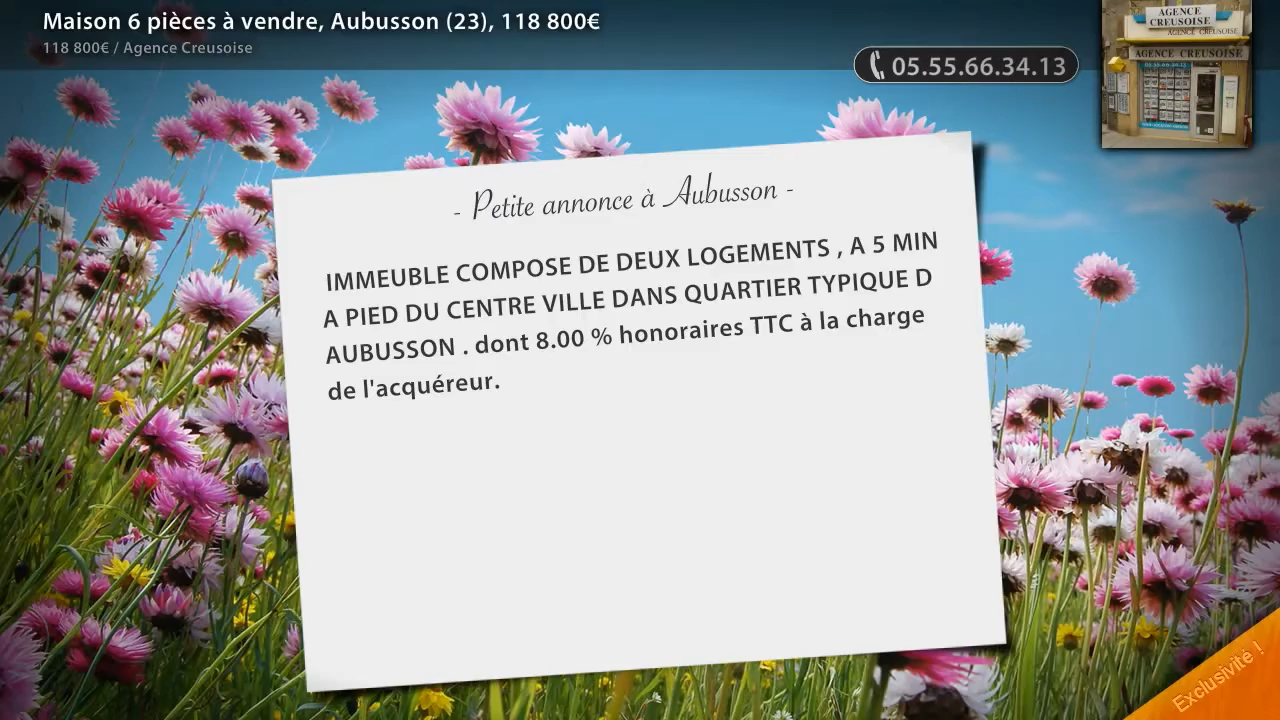 Maison 6 pièces à vendre, Aubusson (23), 118 800€
118 800€ / Agence Creusoise
05.55.66.34.13
AGENCE
CREUSOISE
AGENCE CREUSOISE
AGENCE CREUSOISE
- Petite annonce à Aubusson -
IMMEUBLE COMPOSE DE DEUX LOGEMENTS , A 5 MIN
A PIED DU CENTRE VILLE DANS QUARTIER TYPIQUE D
AUBUSSON . dont 8.00 % honoraires TTC à la charge
de l'acquéreur.
Exclusivité !